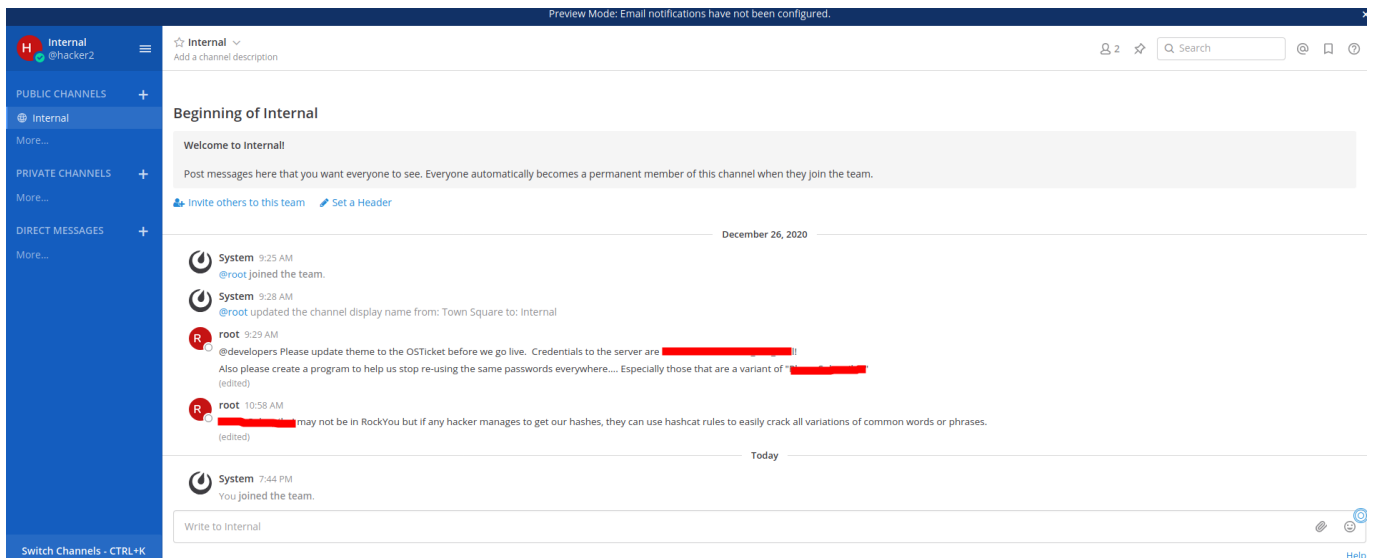 Preview Mode: Email notifications have not been configured.
H
Internal
@hacker2
Internal
Add a channel description
2
Search
PUBLIC CHANNELS
Internal
More...
PRIVATE CHANNELS
More...
DIRECT MESSAGES
More...
Switch Channels - CTRL+K
Beginning of Internal
Welcome to Internal!
Post messages here that you want everyone to see. Everyone automatically becomes a permanent member of this channel when they join the team.
Invite others to this team Set a Header
December 26, 2020
System 9:25 AM
@root joined the team.
System 9:28 AM
@root updated the channel display name from: Town Square to: Internal
R
root 9:29 AM
@developers Please update theme to the OSTicket before we go live. Credentials to the server are
Also please create a program to help us stop re-using the same passwords everywhere.... Especially those that are a variant of "
(edited)
R
root 10:58 AM
may not be in RockYou but if any hacker manages to get our hashes, they can use hashcat rules to easily crack all variations of common words or phrases.
(edited)
Today
System 7:44 PM
You joined the team.
Write to Internal
Help